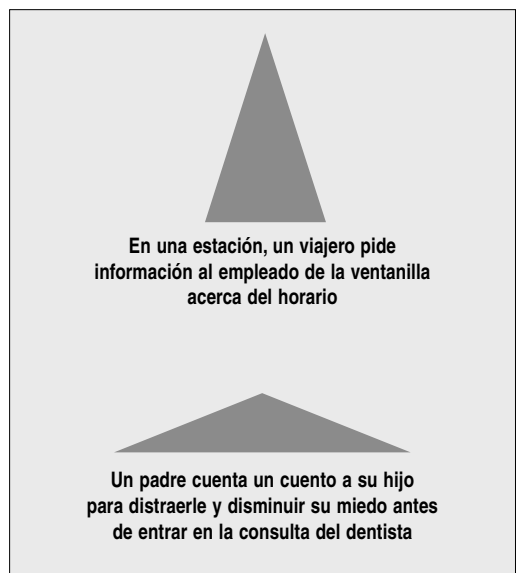 En una estación, un viajero pide
información al empleado de la ventanilla
acerca del horario
Un padre cuenta un cuento a su hijo
para distraerle y disminuir su miedo antes
de entrar en la consulta del dentista